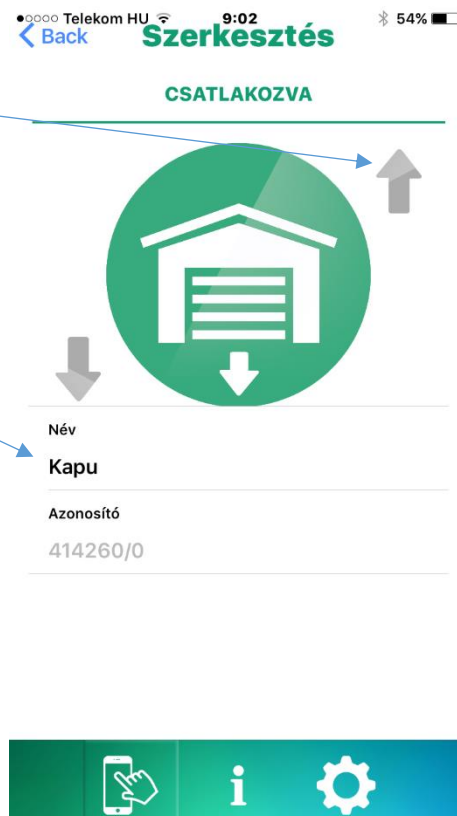 ●○○○○ Telekom HU 9:02 54%
Back Szerkesztés
CSATLAKOZVA
Név
Kapu
Azonosító
414260/0
i